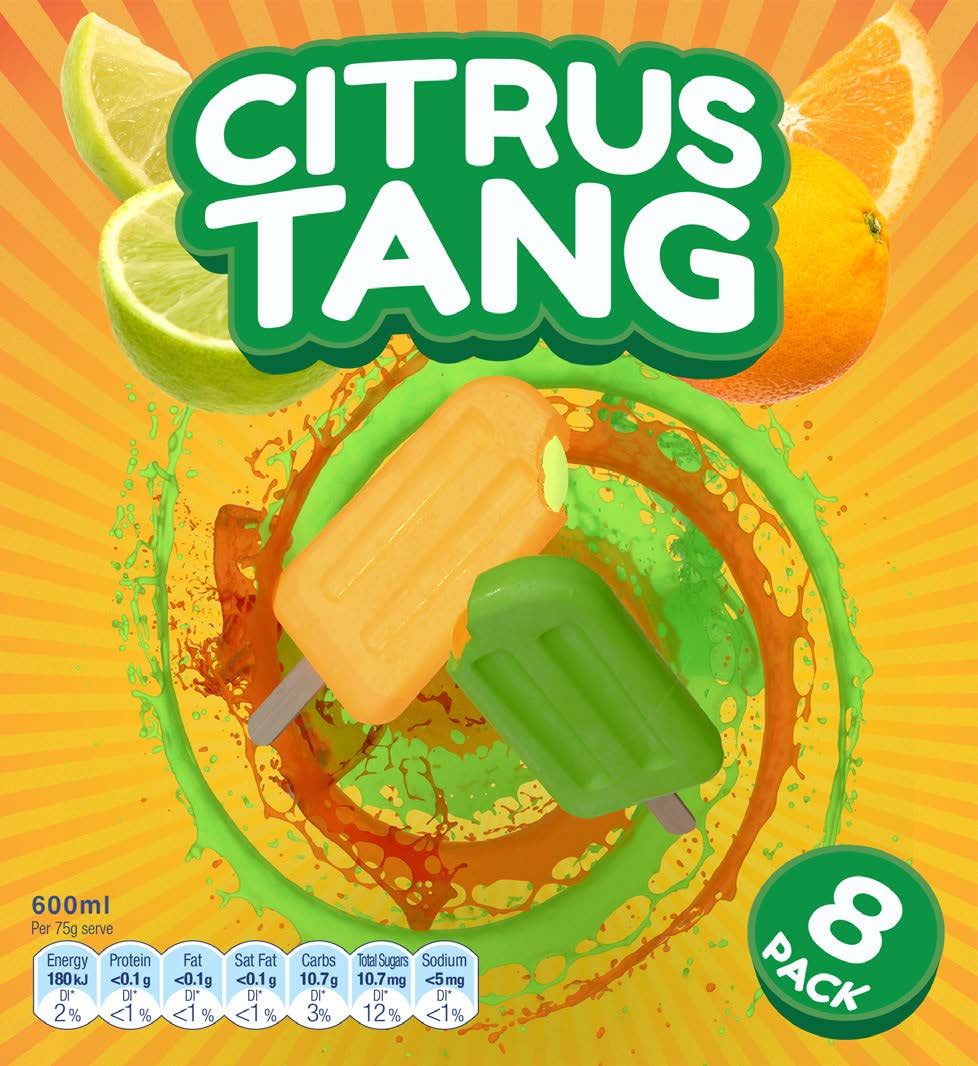 CITRUS
TANG
600ml
Per 75g serve
Energy
180kJ
DI*
2%
Protein
<0.1g
DI*
<1%
Fat
<0.1g
DI*
<1%
Sat Fat
<0.1g
DI*
<1%
Carbs
10.7g
DI*
3%
Total Sugars
10.7mg
DI*
12%
Sodium
<5mg
DI*
<1%
8
PACK